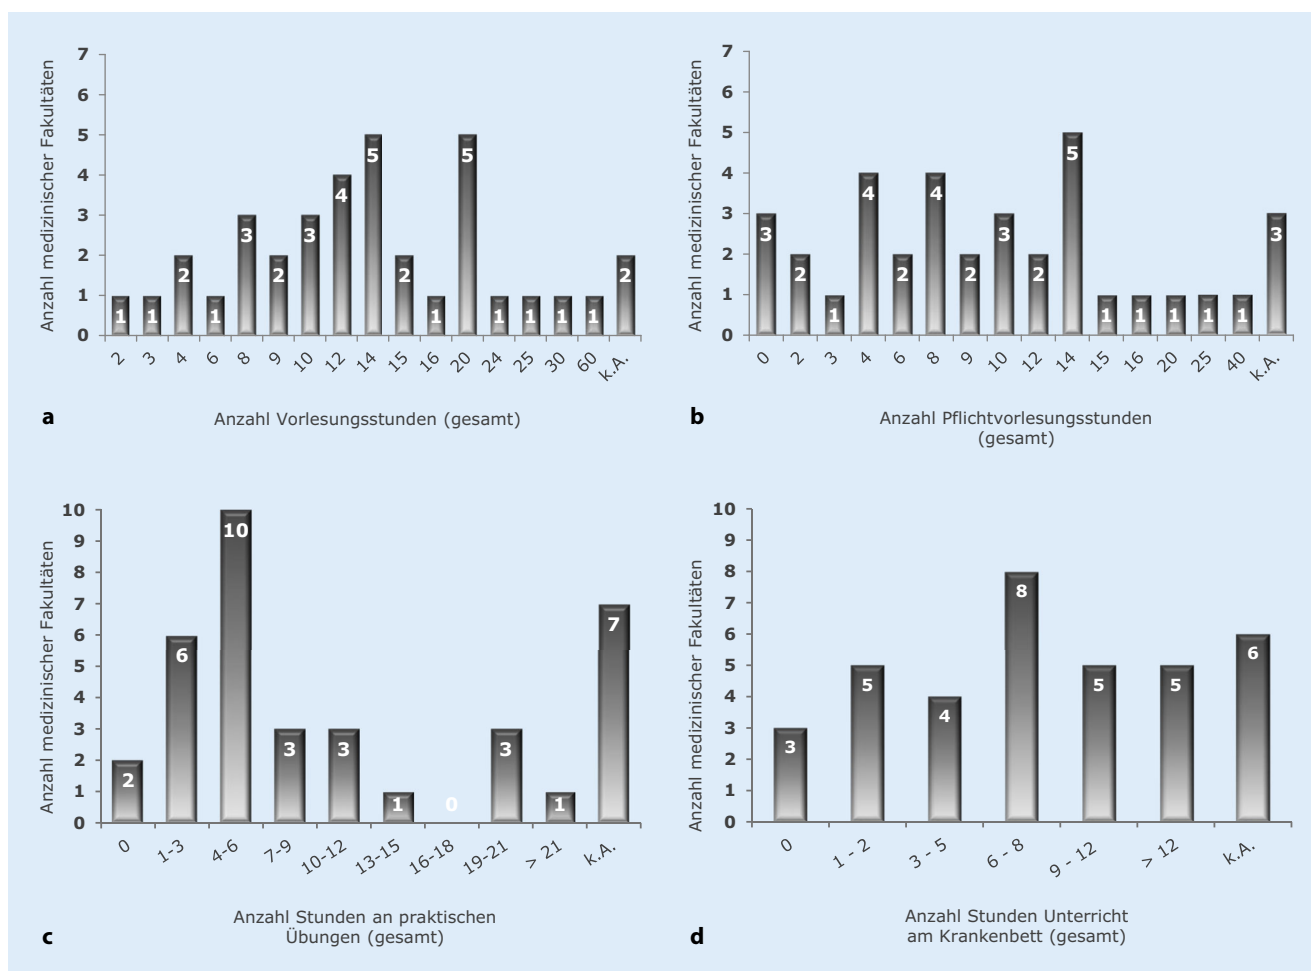 Anzahl medizinischer Fakultäten
7
6
5
4
3
2
1
0
1 1 2 1 3 2 3 4 5 2 1 5 1 1 1 1 2
2 3 4 6 8 9 10 12 14 15 16 20 24 25 30 60 k.A.
a
Anzahl Vorlesungsstunden (gesamt)
Anzahl medizinischer Fakultäten
7
6
5
4
3
2
1
0
3 2 1 4 2 4 2 3 2 5 1 1 1 1 1 3
0 2 3 4 6 8 9 10 12 14 15 16 20 25 40 k.A.
b
Anzahl Pflichtvorlesungsstunden
(gesamt)
Anzahl medizinischer Fakultäten
10
9
8
7
6
5
4
3
2
1
0
2 6 10 3 3 1 0 3 1 7
0 1-3 4-6 7-9 10-12 13-15 16-18 19-21 > 21 k.A.
c
Anzahl Stunden an praktischen
Übungen (gesamt)
Anzahl medizinischer Fakultäten
10
9
8
7
6
5
4
3
2
1
0
3 5 4 8 5 5 6
0 1 - 2 3 - 5 6 - 8 9 - 12 > 12 k.A.
d
Anzahl Stunden Unterricht
am Krankenbett (gesamt)